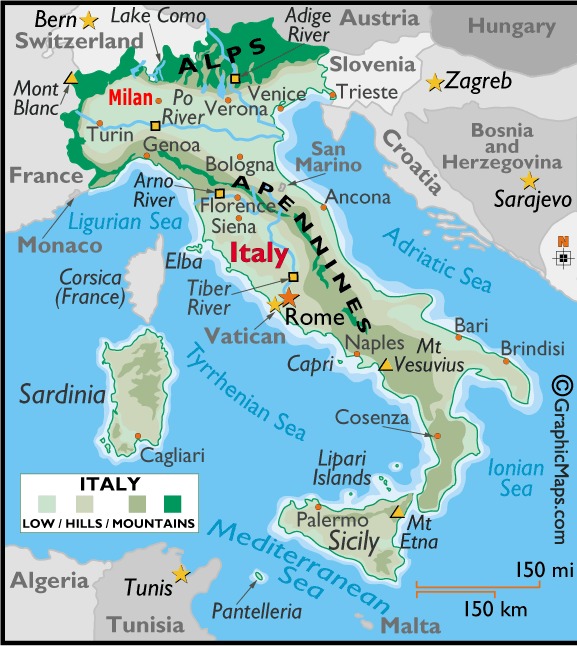 Bern
Lake Como
Adige
River
Austria
Hungary
Switzerland
ALPS
Slovenia
Zagreb
Mont
Blanc
Milan
Po
River
Verona
Venice
Trieste
Turin
Genoa
Bologna
San
Marino
Croatia
Bosnia
and
Herzegovina
Sarajevo
France
Arno
River
Florence
APENNINES
Ancona
N
Monaco
Ligurian Sea
Siena
Italy
Adriatic Sea
Corsica
(France)
Elba
Tiber
River
Rome
Vatican
Naples
Mt
Vesuvius
Bari
Brindisi
Capri
Tyrrhenian Sea
Sardinia
Cosenza
©GraphicMaps.com
Cagliari
Lipari
Islands
Ionian
Sea
ITALY
LOW / HILLS / MOUNTAINS
Palermo
Sicily
Mt
Etna
Mediterranean
Sea
Algeria
Tunis
Tunisia
Pantelleria
Malta
150 mi
150 km